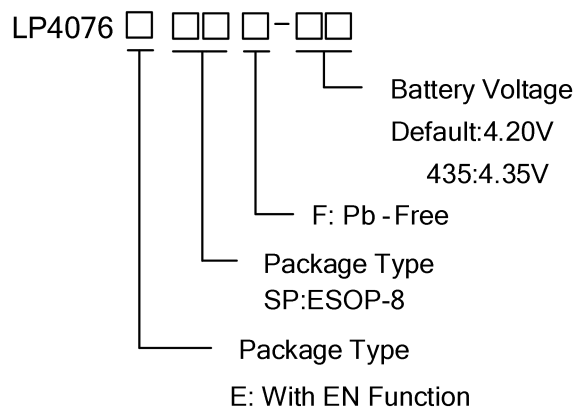 LP4076 □ □□ □-□□
Battery Voltage
Default:4.20V
435:4.35V
F: Pb-Free
Package Type
SP:ESOP-8
Package Type
E: With EN Function